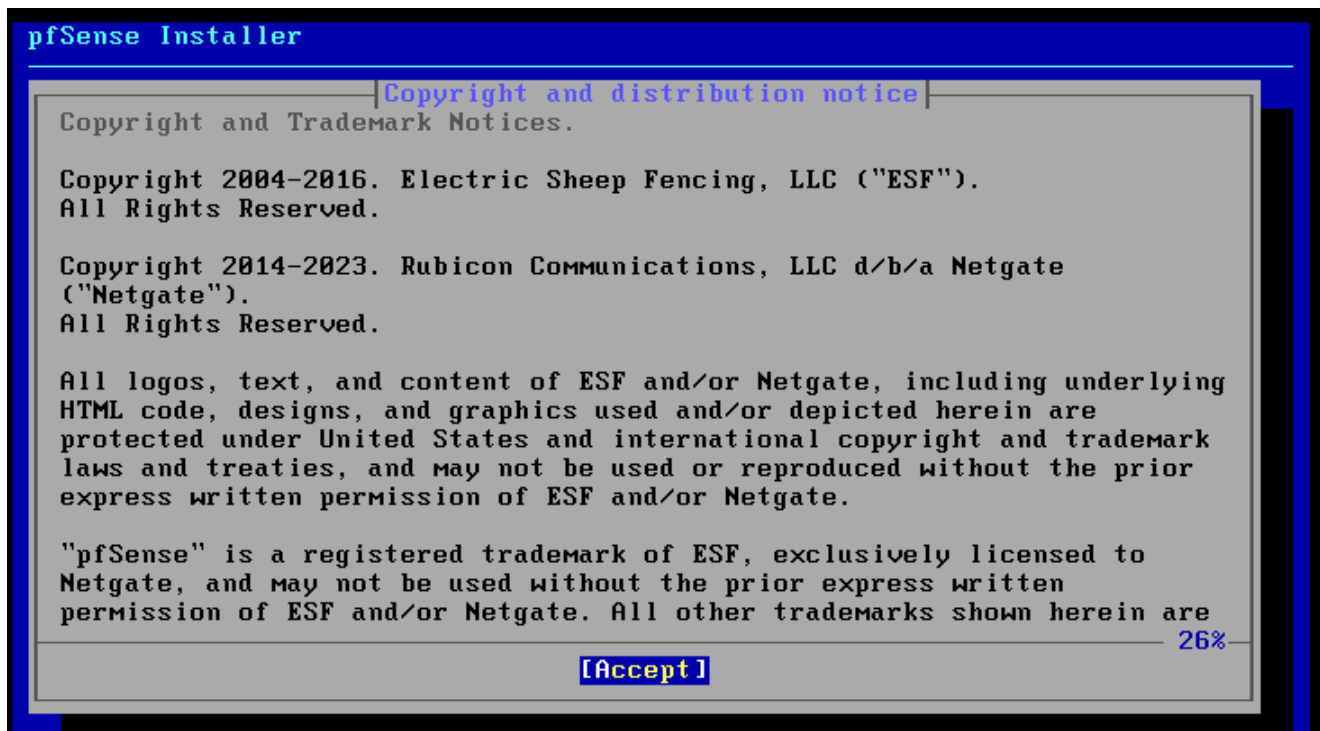 pfSense Installer
Copyright and distribution notice
Copyright and Trademark Notices.
Copyright 2004-2016. Electric Sheep Fencing, LLC ("ESF").
All Rights Reserved.
Copyright 2014-2023. Rubicon Communications, LLC d/b/a Netgate
("Netgate").
All Rights Reserved.
All logos, text, and content of ESF and/or Netgate, including underlying
HTML code, designs, and graphics used and/or depicted herein are
protected under United States and international copyright and trademark
laws and treaties, and may not be used or reproduced without the prior
express written permission of ESF and/or Netgate.
"pfSense" is a registered trademark of ESF, exclusively licensed to
Netgate, and may not be used without the prior express written
permission of ESF and/or Netgate. All other trademarks shown herein are
26%
[Accept]